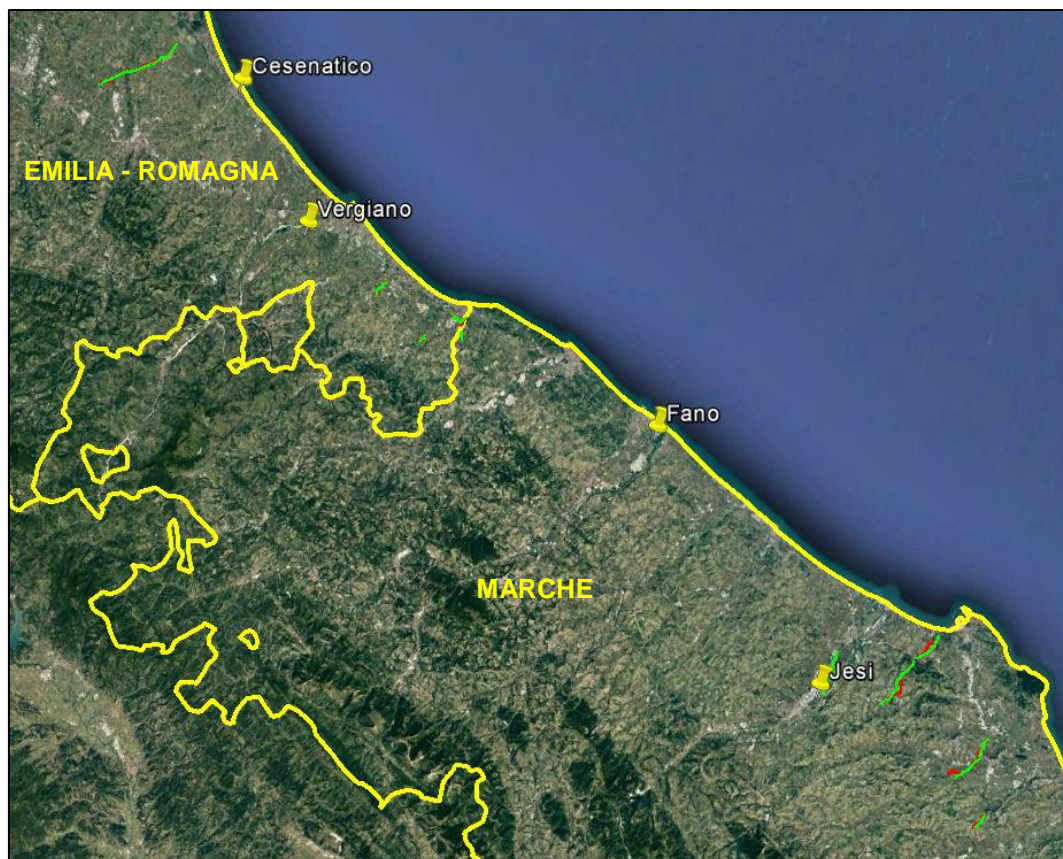 Cesenatico
EMILIA - ROMAGNA
Vergiano
Fano
MARCHE
Jesi